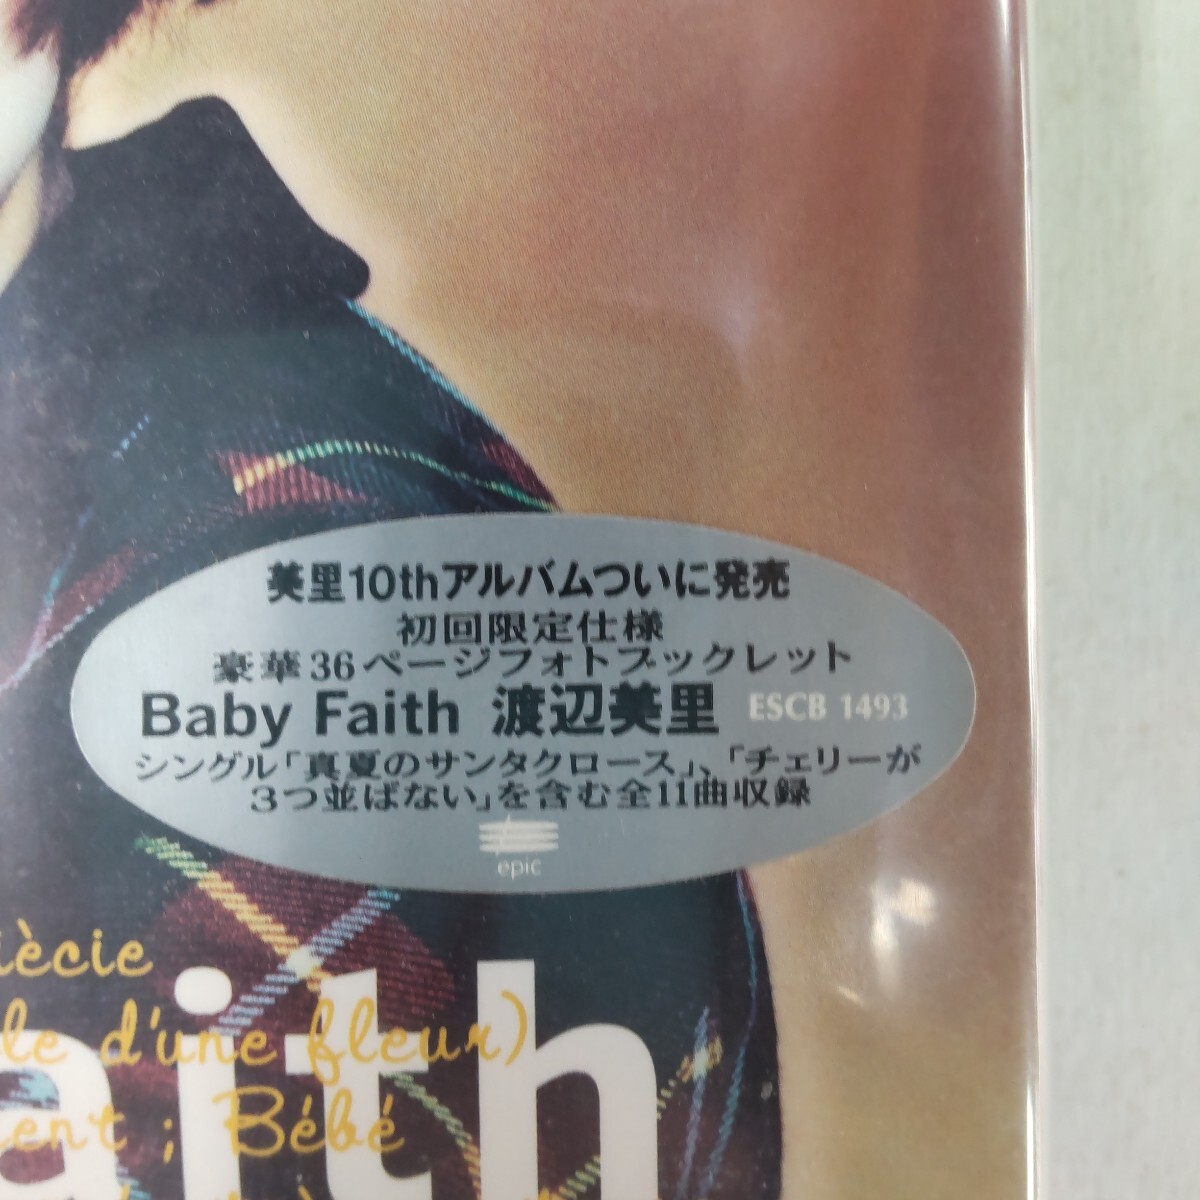 美里10thアルバムついに発売
初回限定仕様
豪華36ページフォトブックレット
Baby Faith 渡辺美里 ESCB 1493
シングル「真夏のサンタクロース」、「チェリーが
3つ並ばない」を含む全11曲収録
epic
iècie
le d'une fleur)
aith
ent ; Bébé